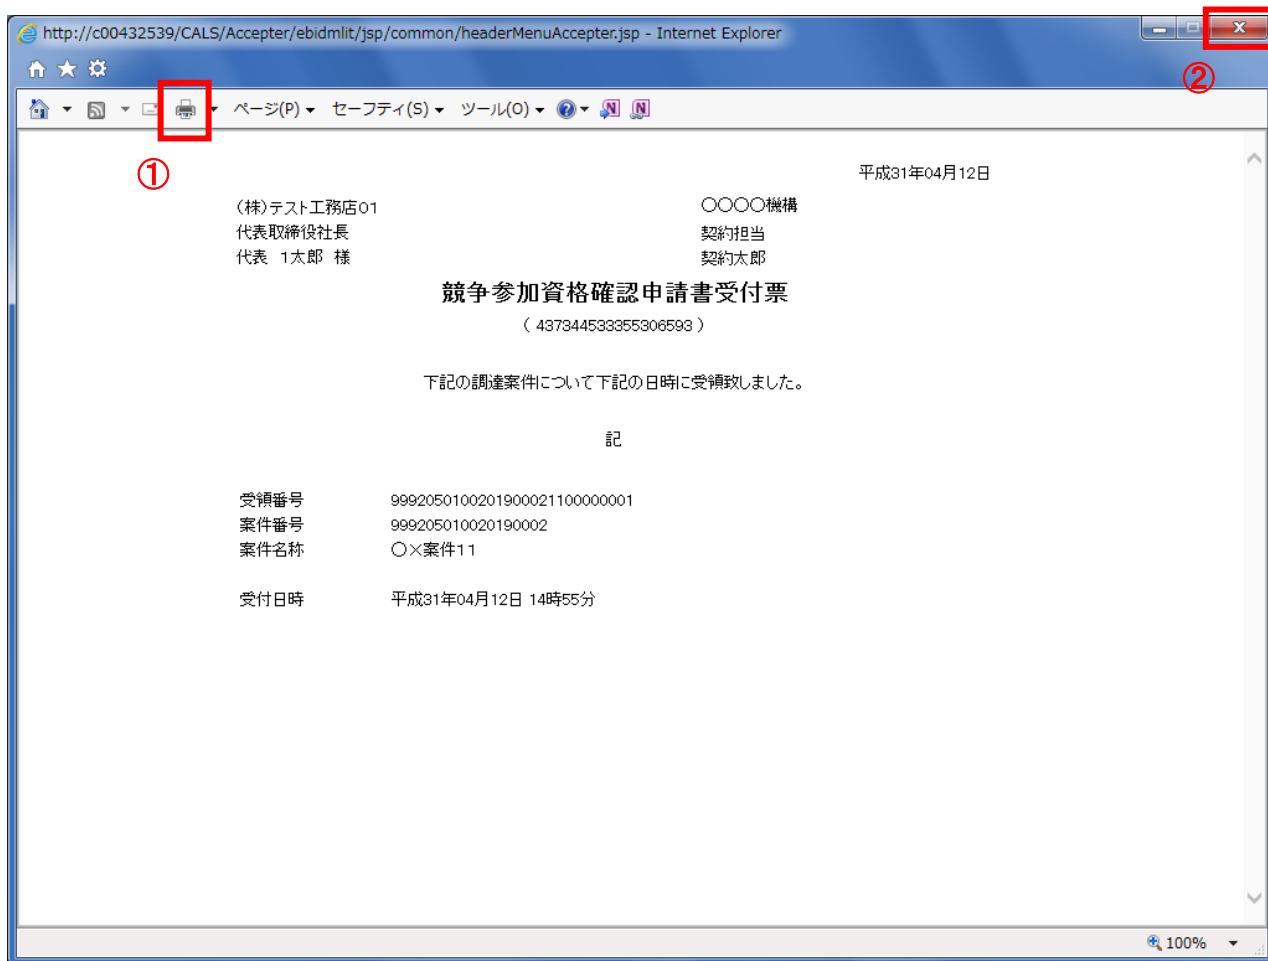 http://c00432539/CALS/Accepter/ebidmlit/jsp/common/headerMenuAccepter.jsp - Internet Explorer
②
ページ(P) セーフティ(S) ツール(O)
①
平成31年04月12日
(株)テスト工務店01
○○○○機構
代表取締役社長
契約担当
代表 1太郎 様
契約太郎
競争参加資格確認申請書受付票
( 437344533355306593 )
下記の調達案件について下記の日時に受領致しました。
記
受領番号 9992050100201900021100000001
案件番号 999205010020190002
案件名称 ○×案件11
受付日時 平成31年04月12日 14時55分
100%